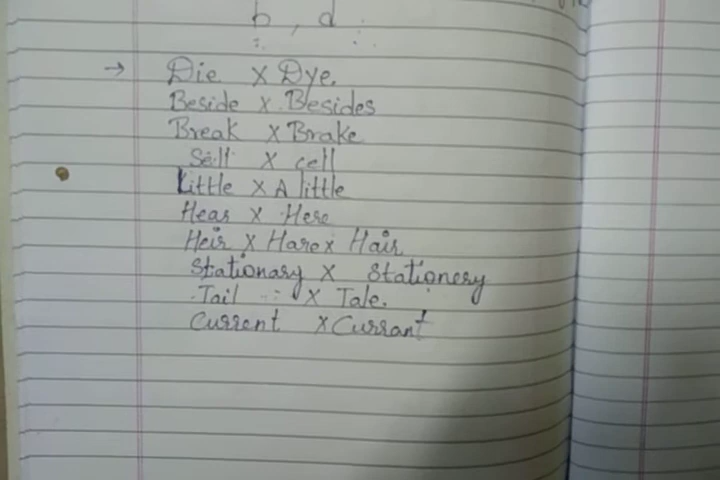 b , d
→ Die X Dye.
Beside X Besides
Break X Brake
Sell X cell
Little X A little
Hear X Here
Heir X Hare x Hair
Stationary X Stationery
Tail X Tale.
Current X Currant